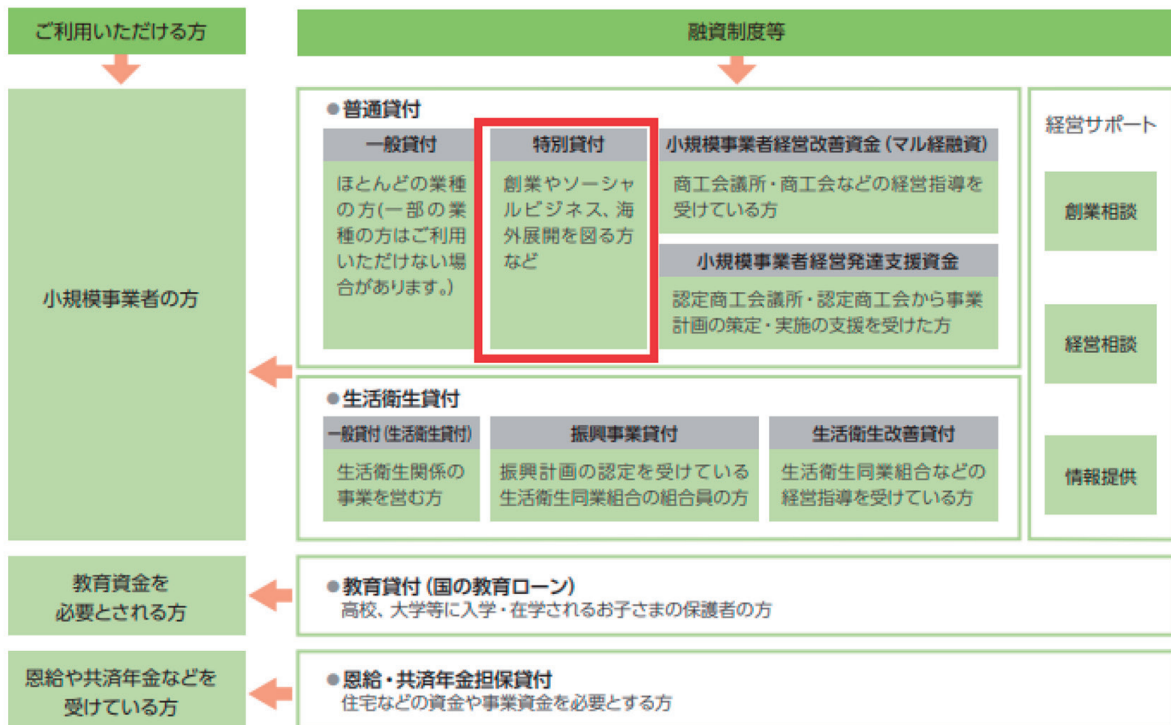 ご利用いただける方
融資制度等
小規模事業者の方
●普通貸付
一般貸付
ほとんどの業種
の方(一部の業
種の方はご利用
いただけない場
合があります。)
特別貸付
創業やソーシャ
ルビジネス、海
外展開を図る方
など
小規模事業者経営改善資金(マル経融資)
商工会議所・商工会などの経営指導を
受けている方
小規模事業者経営発達支援資金
認定商工会議所・認定商工会から事業
計画の策定・実施の支援を受けた方
●生活衛生貸付
一般貸付(生活衛生貸付)
生活衛生関係の
事業を営む方
振興事業貸付
振興計画の認定を受けている
生活衛生同業組合の組合員の方
生活衛生改善貸付
生活衛生同業組合などの
経営指導を受けている方
経営サポート
創業相談
経営相談
情報提供
教育資金を
必要とされる方
●教育貸付(国の教育ローン)
高校、大学等に入学・在学されるお子さまの保護者の方
恩給や共済年金などを
受けている方
●恩給・共済年金担保貸付
住宅などの資金や事業資金を必要とする方